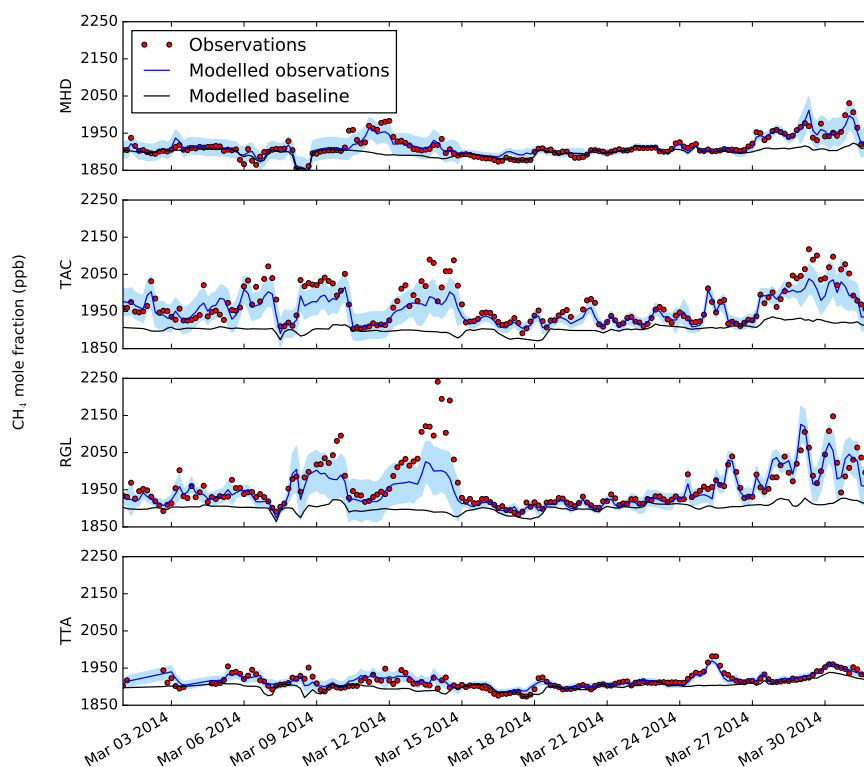 CH₄ mole fraction (ppb)
2250
2150
MHD
2050
1950
1850
Observations
Modelled observations
Modelled baseline
2250
2150
TAC
2050
1950
1850
2250
2150
RGL
2050
1950
1850
2250
2150
TTA
2050
1950
1850
Mar 03 2014
Mar 06 2014
Mar 09 2014
Mar 12 2014
Mar 15 2014
Mar 18 2014
Mar 21 2014
Mar 24 2014
Mar 27 2014
Mar 30 2014